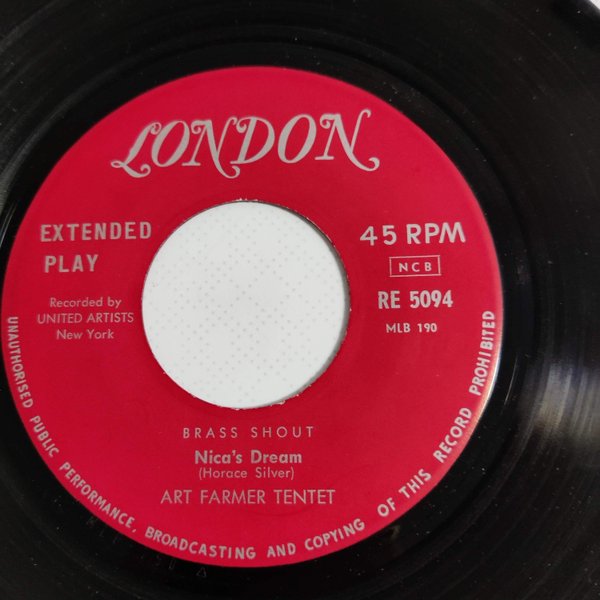 LONDON
EXTENDED PLAY
45 RPM
NCB
Recorded by
UNITED ARTISTS
New York
RE 5094
MLB 190
BRASS SHOUT
Nica's Dream
(Horace Silver)
ART FARMER TENTET
UNAUTHORISED PUBLIC PERFORMANCE, BROADCASTING AND COPYING OF THIS RECORD PROHIBITED